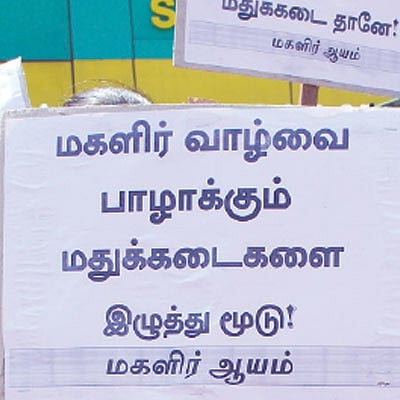 மதுக்கடை தானே!
மகளிர் ஆயம்
மகளிர் வாழ்வை
பாழாக்கும்
மதுக்கடைகளை
இழுத்து மூடு!
மகளிர் ஆயம்